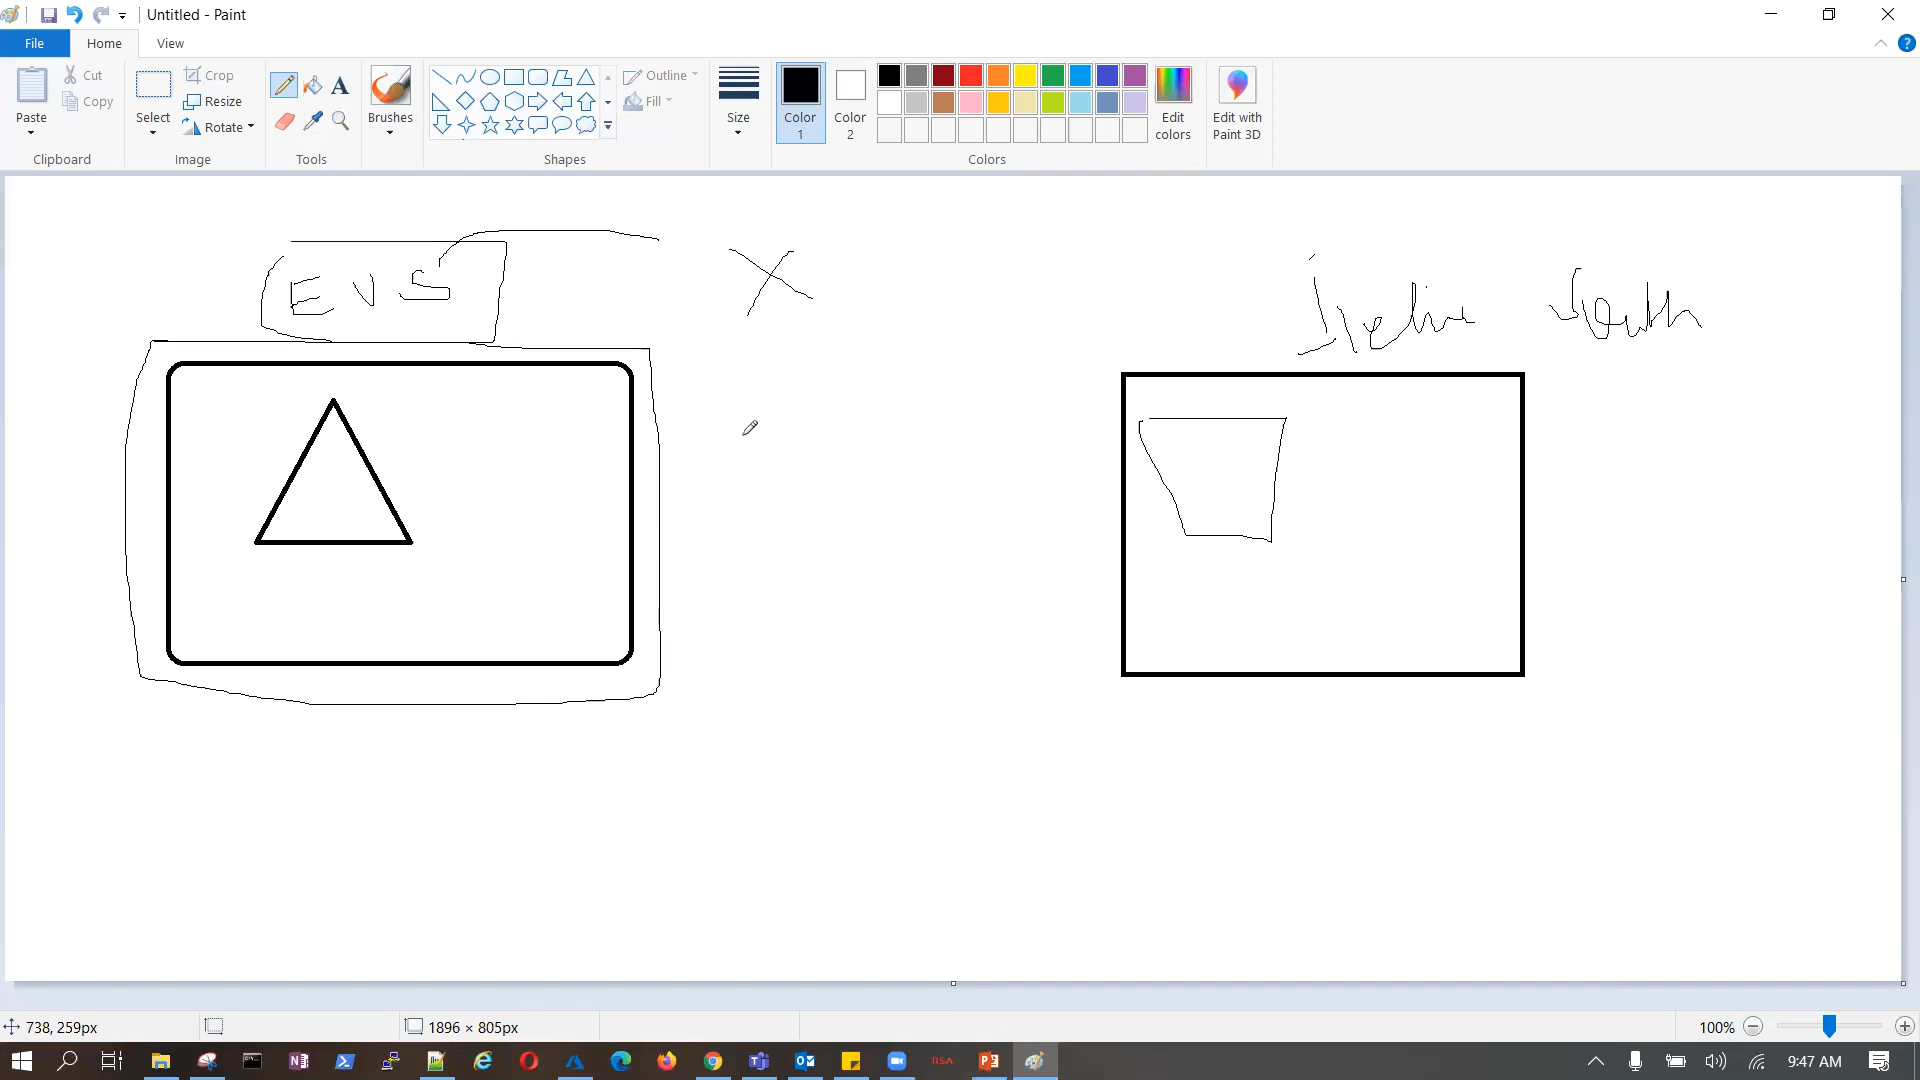 Untitled - Paint
File Home View
Paste
Cut
Copy
Clipboard
Select
Crop
Resize
Rotate
Image
A
Tools
Brushes
Outline
Fill
Shapes
Size
Color 1
Color 2
Edit colors
Colors
Edit with Paint 3D
EVS X
South
738, 259px
1896 × 805px
100%
RSA
9:47 AM